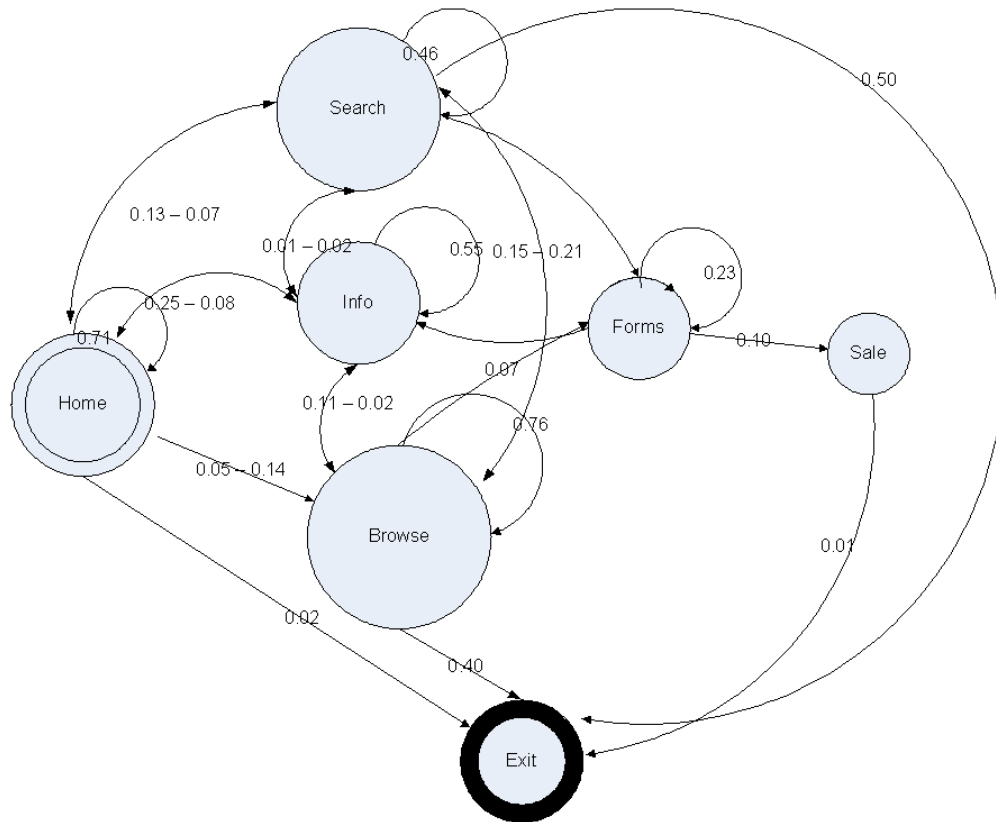 0.46
0.50
Search
0.13 – 0.07
0.01 – 0.02
0.55
0.15 – 0.21
0.23
0.25 – 0.08
Info
Forms
0.71
0.10
Sale
0.07
Home
0.11 – 0.02
0.76
0.05 – 0.14
Browse
0.01
0.02
0.40
Exit